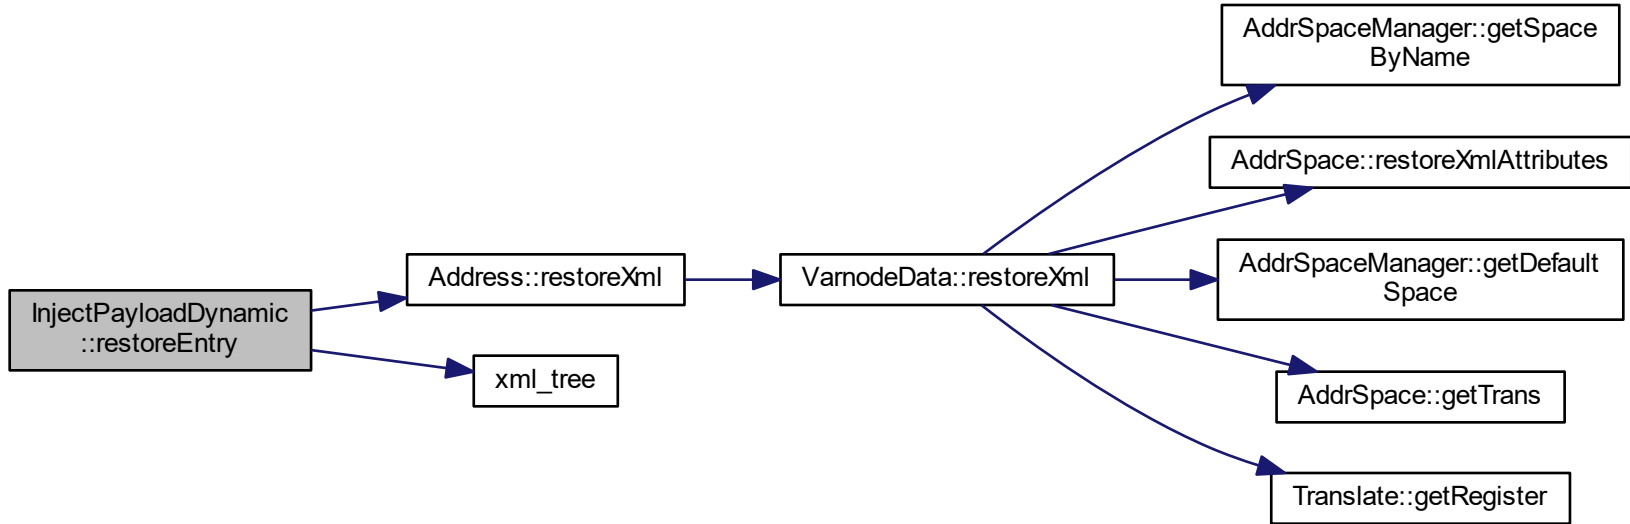 InjectPayloadDynamic
::restoreEntry
Address::restoreXml
xml_tree
VarnodeData::restoreXml
AddrSpaceManager::getSpace
ByName
AddrSpace::restoreXmlAttributes
AddrSpaceManager::getDefault
Space
AddrSpace::getTrans
Translate::getRegister